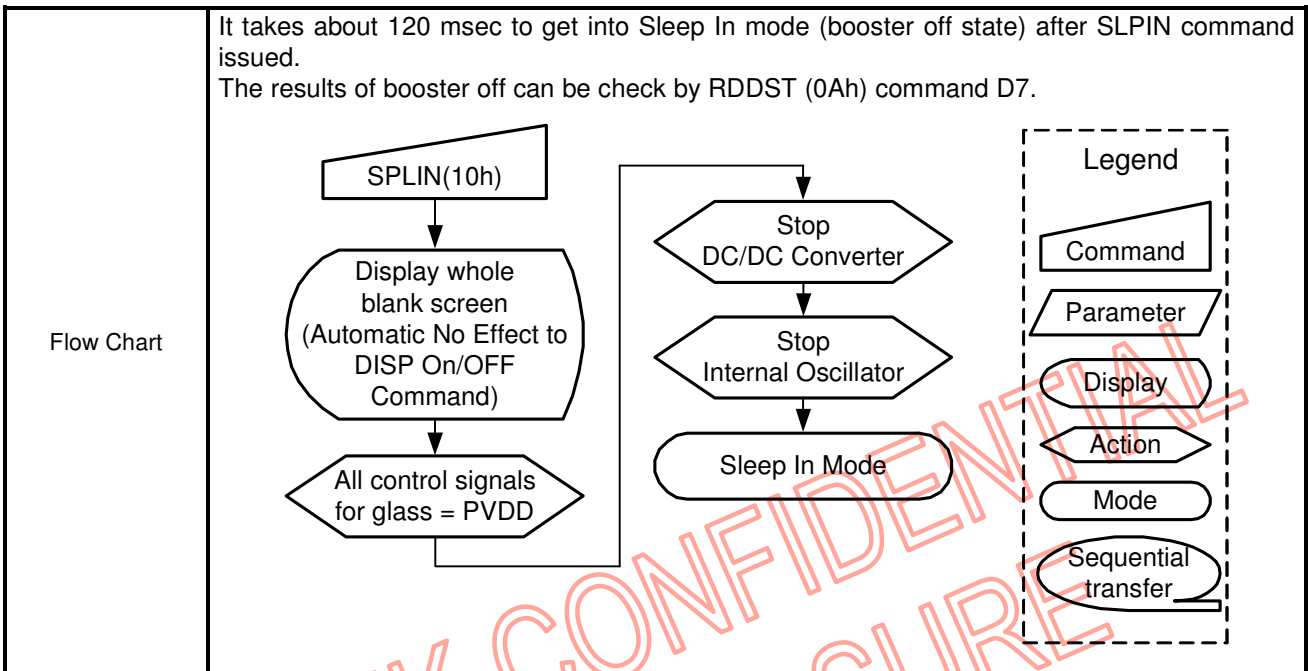 It takes about 120 msec to get into Sleep In mode (booster off state) after SLPIN command
issued.
The results of booster off can be check by RDDST (0Ah) command D7.
Flow Chart
SPLIN(10h)
Display whole
blank screen
(Automatic No Effect to
DISP On/OFF
Command)
All control signals
for glass = PVDD
Stop
DC/DC Converter
Stop
Internal Oscillator
Sleep In Mode
Legend
Command
Parameter
Display
Action
Mode
Sequential
transfer
CONFIDENTIAL